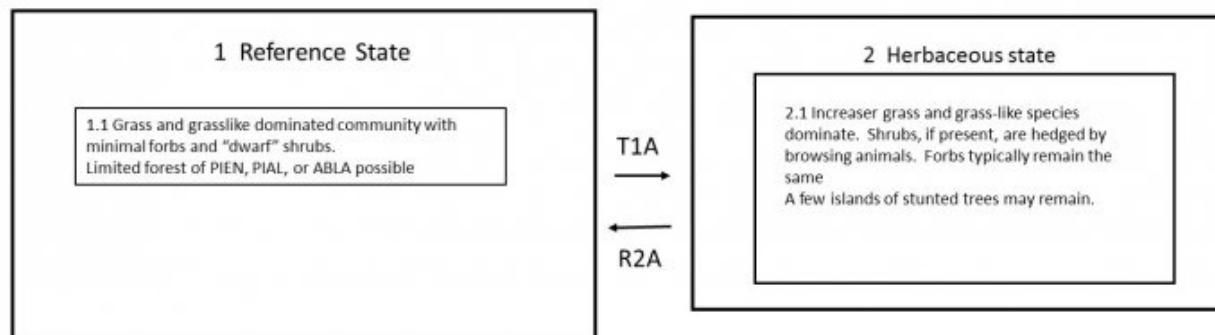 1 Reference State
1.1 Grass and grasslike dominated community with
minimal forbs and “dwarf” shrubs.
Limited forest of PIEN, PIAL, or ABLA possible
T1A
R2A
2 Herbaceous state
2.1 Increaser grass and grass-like species
dominate. Shrubs, if present, are hedged by
browsing animals. Forbs typically remain the
same
A few islands of stunted trees may remain.